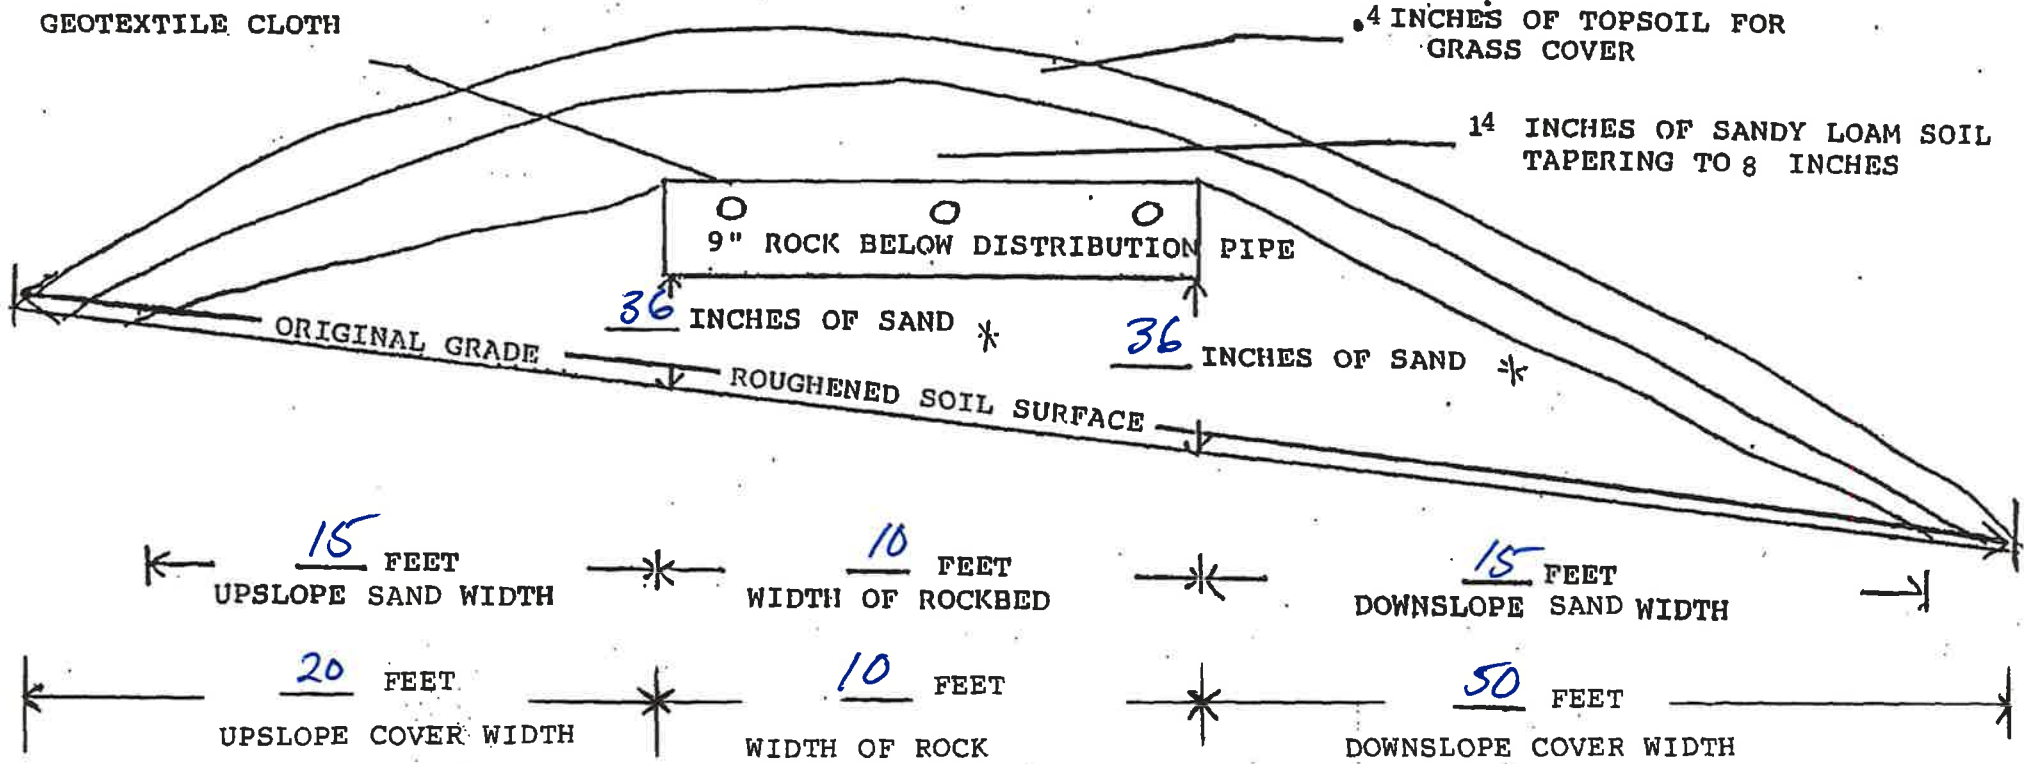 GEOTEXTILE CLOTH
.4 INCHES OF TOPSOIL FOR
GRASS COVER
14 INCHES OF SANDY LOAM SOIL
TAPERING TO 8 INCHES
9" ROCK BELOW DISTRIBUTION PIPE
36 INCHES OF SAND *
36 INCHES OF SAND *
ORIGINAL GRADE
ROUGHENED SOIL SURFACE
15 FEET
UPSLOPE SAND WIDTH
10 FEET
WIDTH OF ROCKBED
15 FEET
DOWNSLOPE SAND WIDTH
20 FEET
UPSLOPE COVER WIDTH
10 FEET
WIDTH OF ROCK
50 FEET
DOWNSLOPE COVER WIDTH